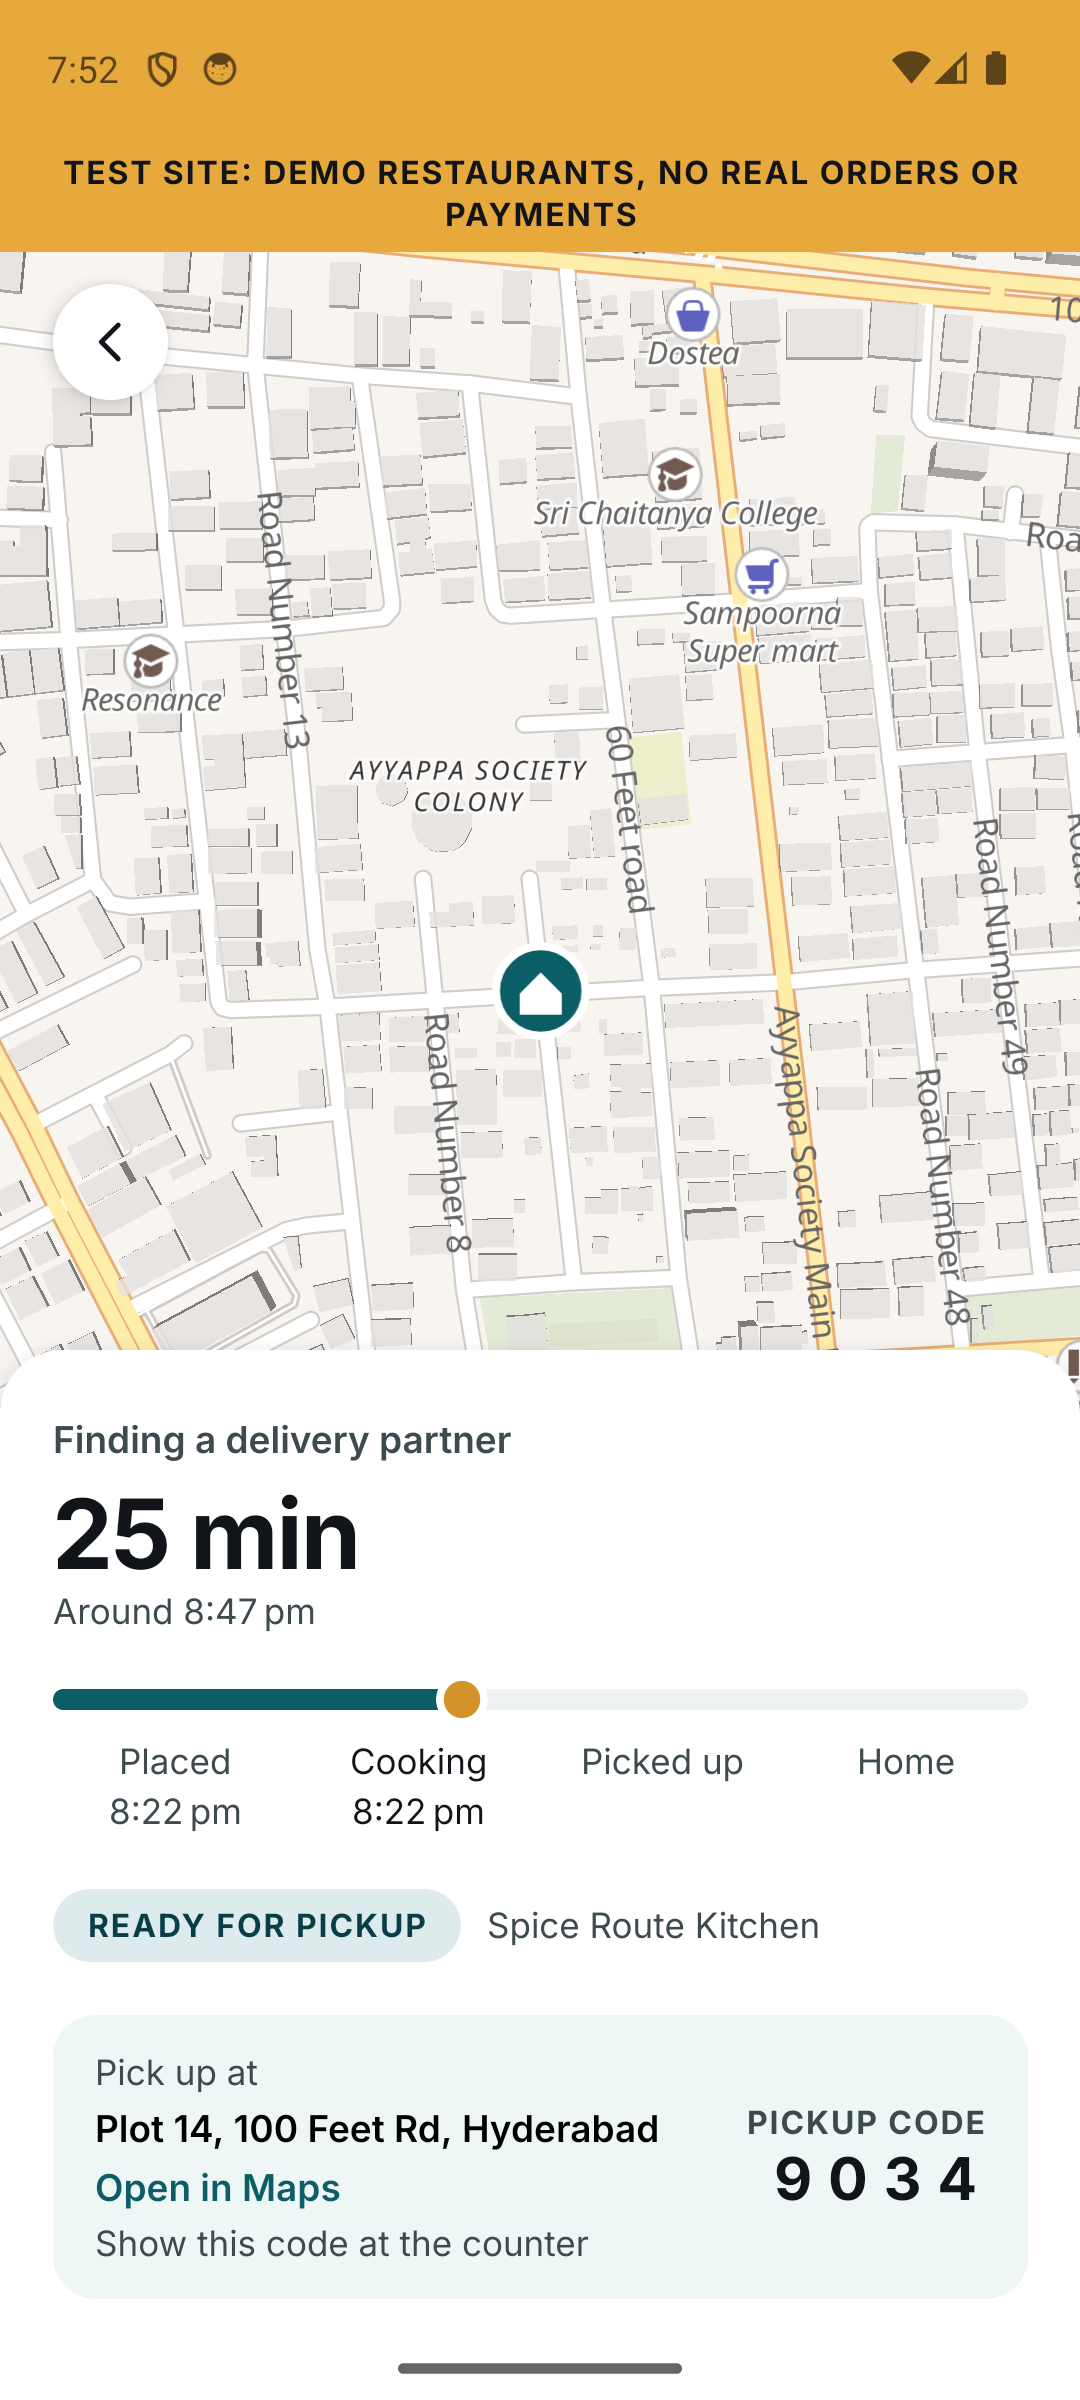 7:52
TEST SITE: DEMO RESTAURANTS, NO REAL ORDERS OR
PAYMENTS
Dostea
10
Sri Chaitanya College
Roa
Road Number 13
Sampoorna
Super mart
Resonance
AYYAPPA SOCIETY
COLONY
60 Feet road
Road Number 49
Road Number 8
Ayyappa Society Main
Road Number 48
Finding a delivery partner
25 min
Around 8:47 pm
Placed
8:22 pm
Cooking
8:22 pm
Picked up
Home
READY FOR PICKUP
Spice Route Kitchen
Pick up at
Plot 14, 100 Feet Rd, Hyderabad
Open in Maps
Show this code at the counter
PICKUP CODE
9034